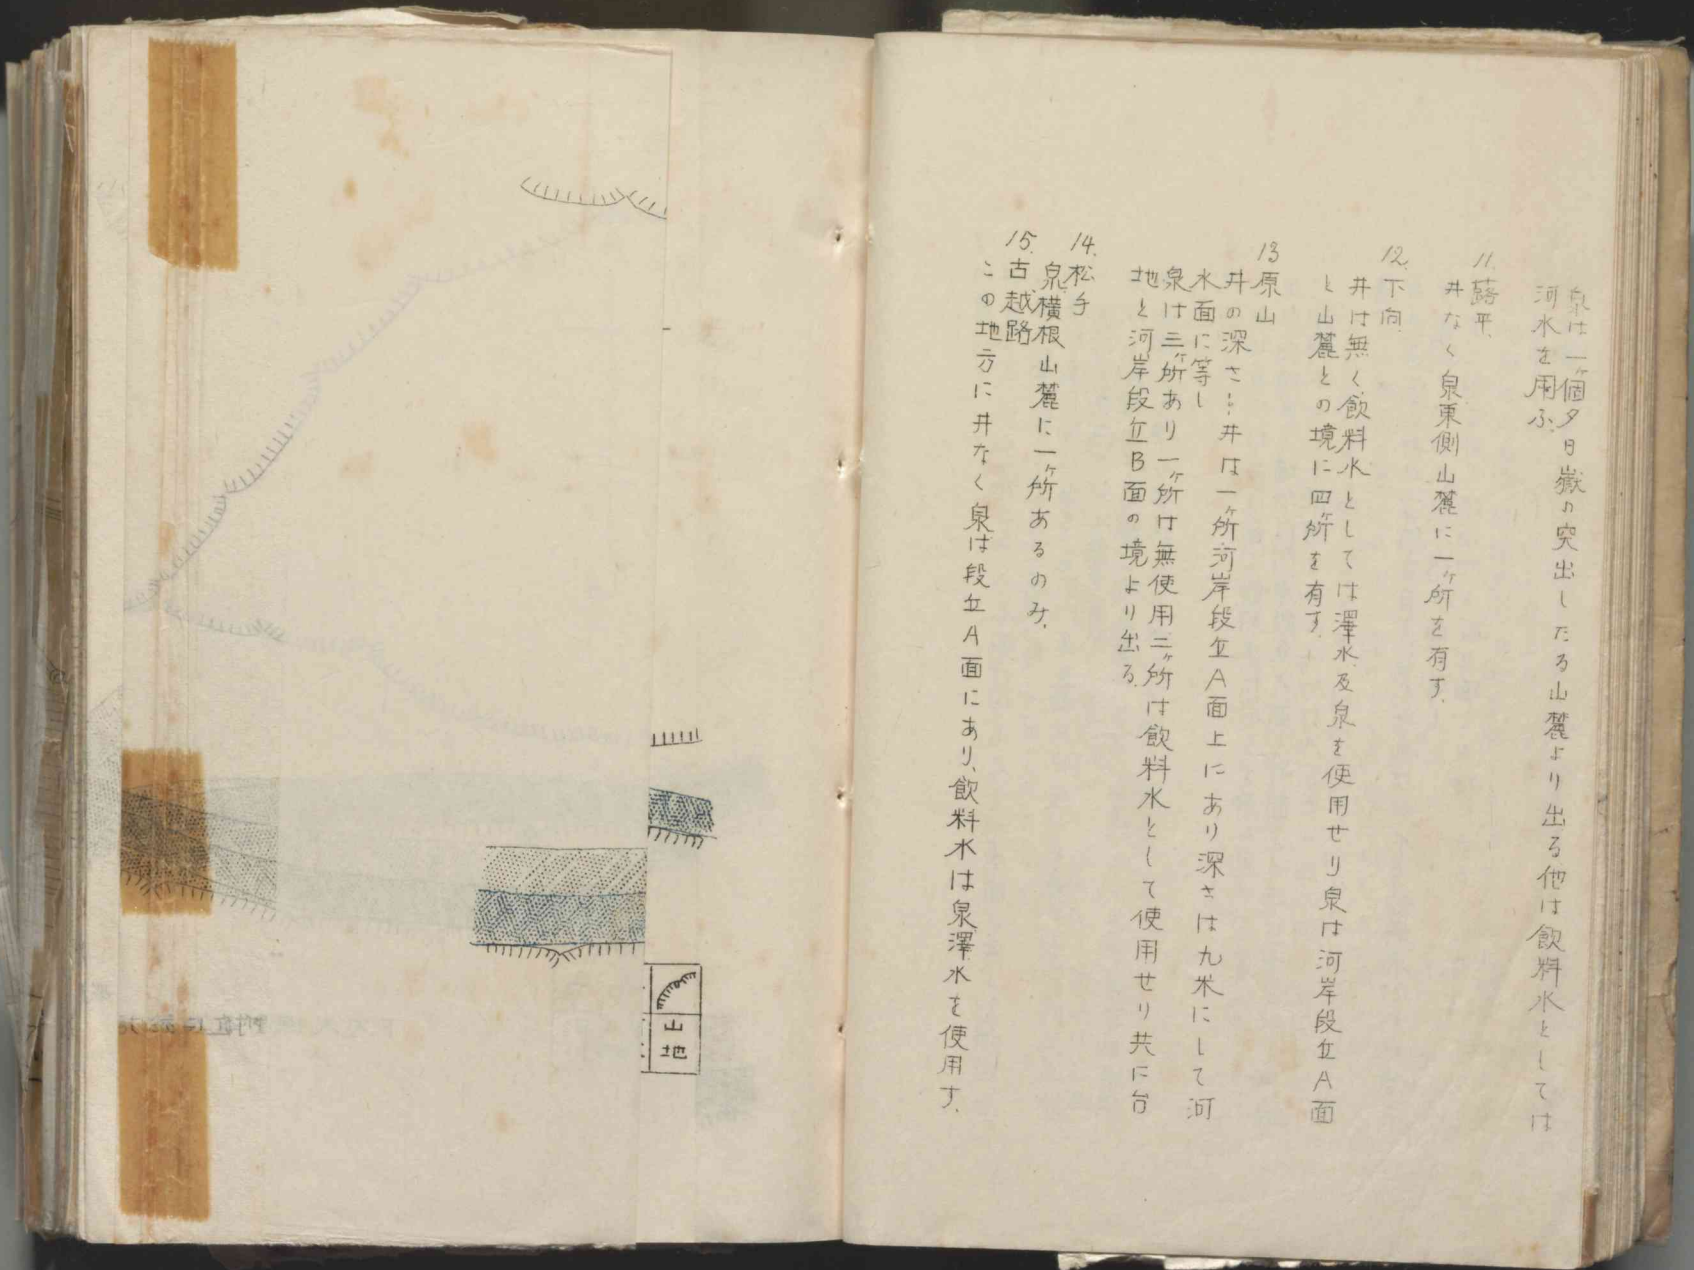 泉は一ヶ個夕日嶽の突出したる山麓より出る他は飲料水としては
河水を用ふ。
11. 蕗平.
井なく泉東側山麓に一ヶ所を有す.
12. 下向.
井は無く飲料水としては澤水及泉を使用せり泉は河岸段丘A面
と山麓との境に四ヶ所を有す.
13 原山
井の深さ…井は一ヶ所河岸段丘A面上にあり深さは九米にして河
水面に等し
泉は三ヶ所あり一ヶ所は無使用二ヶ所は飲料水として使用せり共に台
地と河岸段丘B面の境より出る.
14. 松手
泉横根山麓に一ヶ所あるのみ.
15. 古越路
この地方に井なく泉は段丘A面にあり、飲料水は泉澤水を使用す.
山地